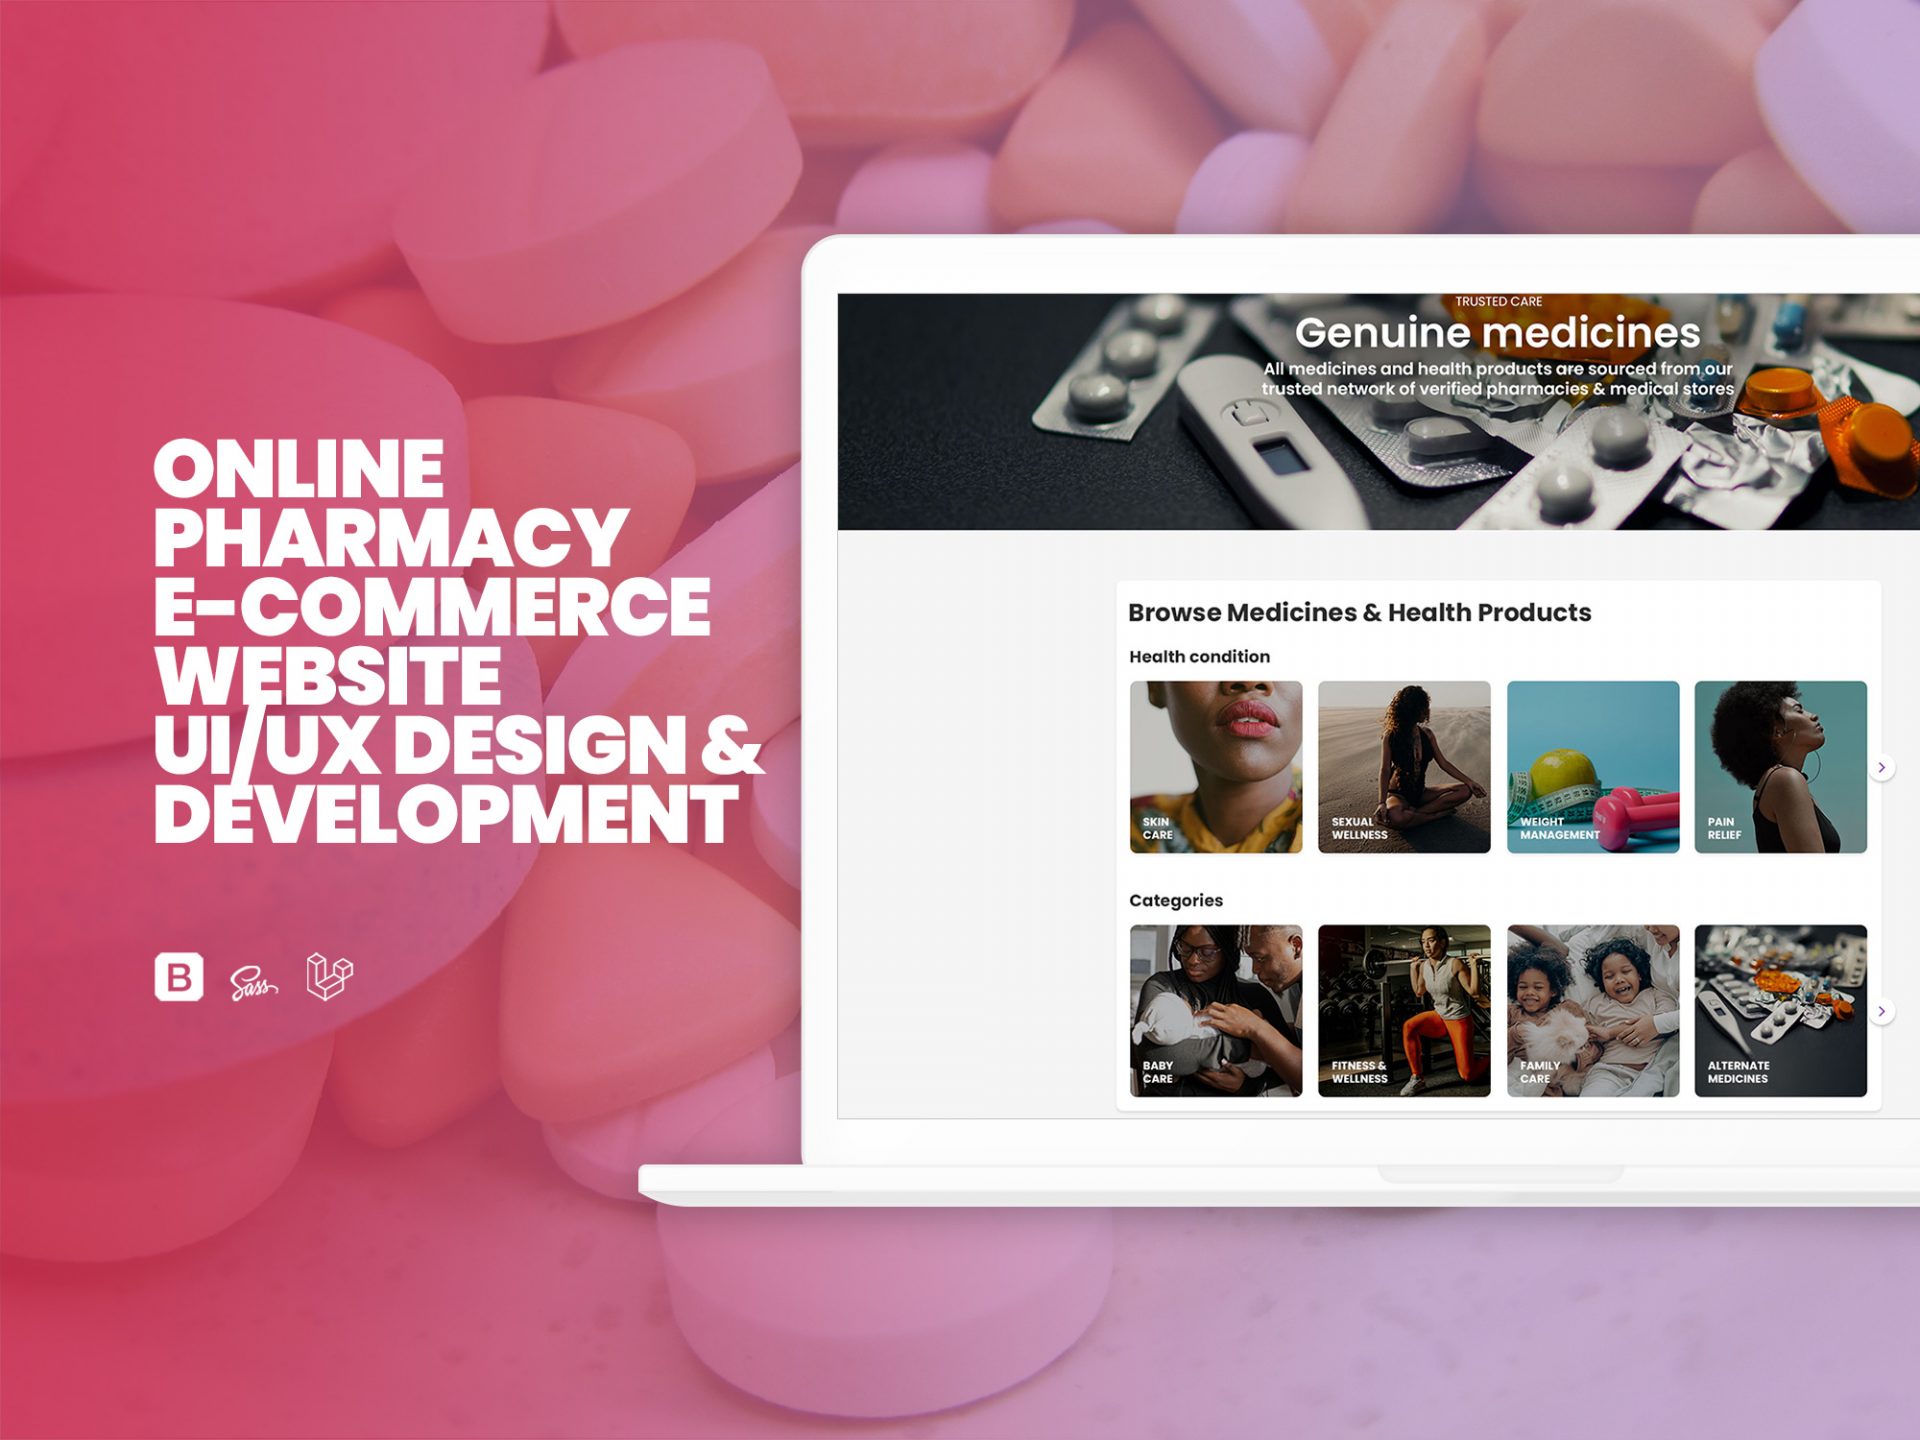 ONLINE
PHARMACY
E-COMMERCE
WEBSITE
UI/UX DESIGN &
DEVELOPMENT
B
Sass
TRUSTED CARE
Genuine medicines
All medicines and health products are sourced from our
trusted network of verified pharmacies & medical stores
Browse Medicines & Health Products
Health condition
SKIN
CARE
SEXUAL
WELLNESS
WEIGHT
MANAGEMENT
PAIN
RELIEF
Categories
BABY
CARE
FITNESS &
WELLNESS
FAMILY
CARE
ALTERNATE
MEDICINES